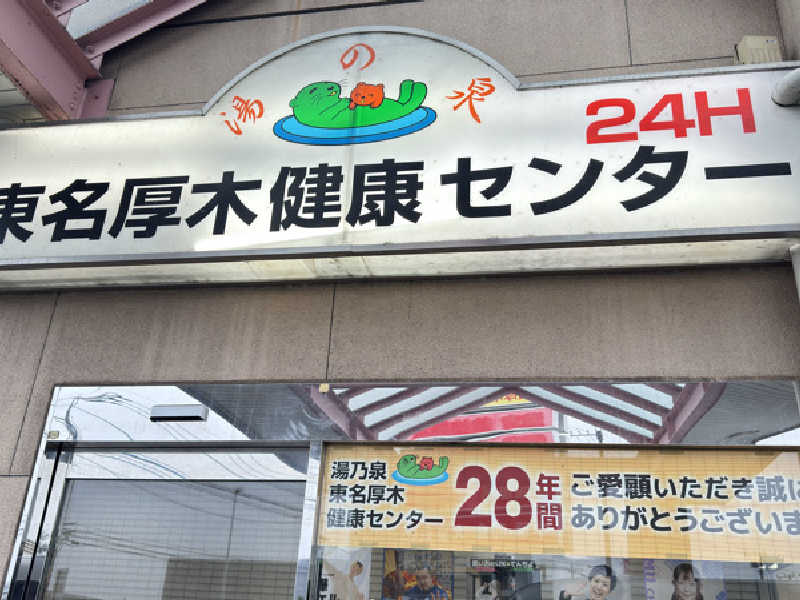 湯の泉
24H
東名厚木健康センター
湯乃泉
東名厚木
健康センター
28年間
ご愛顧いただき誠に
ありがとうございま